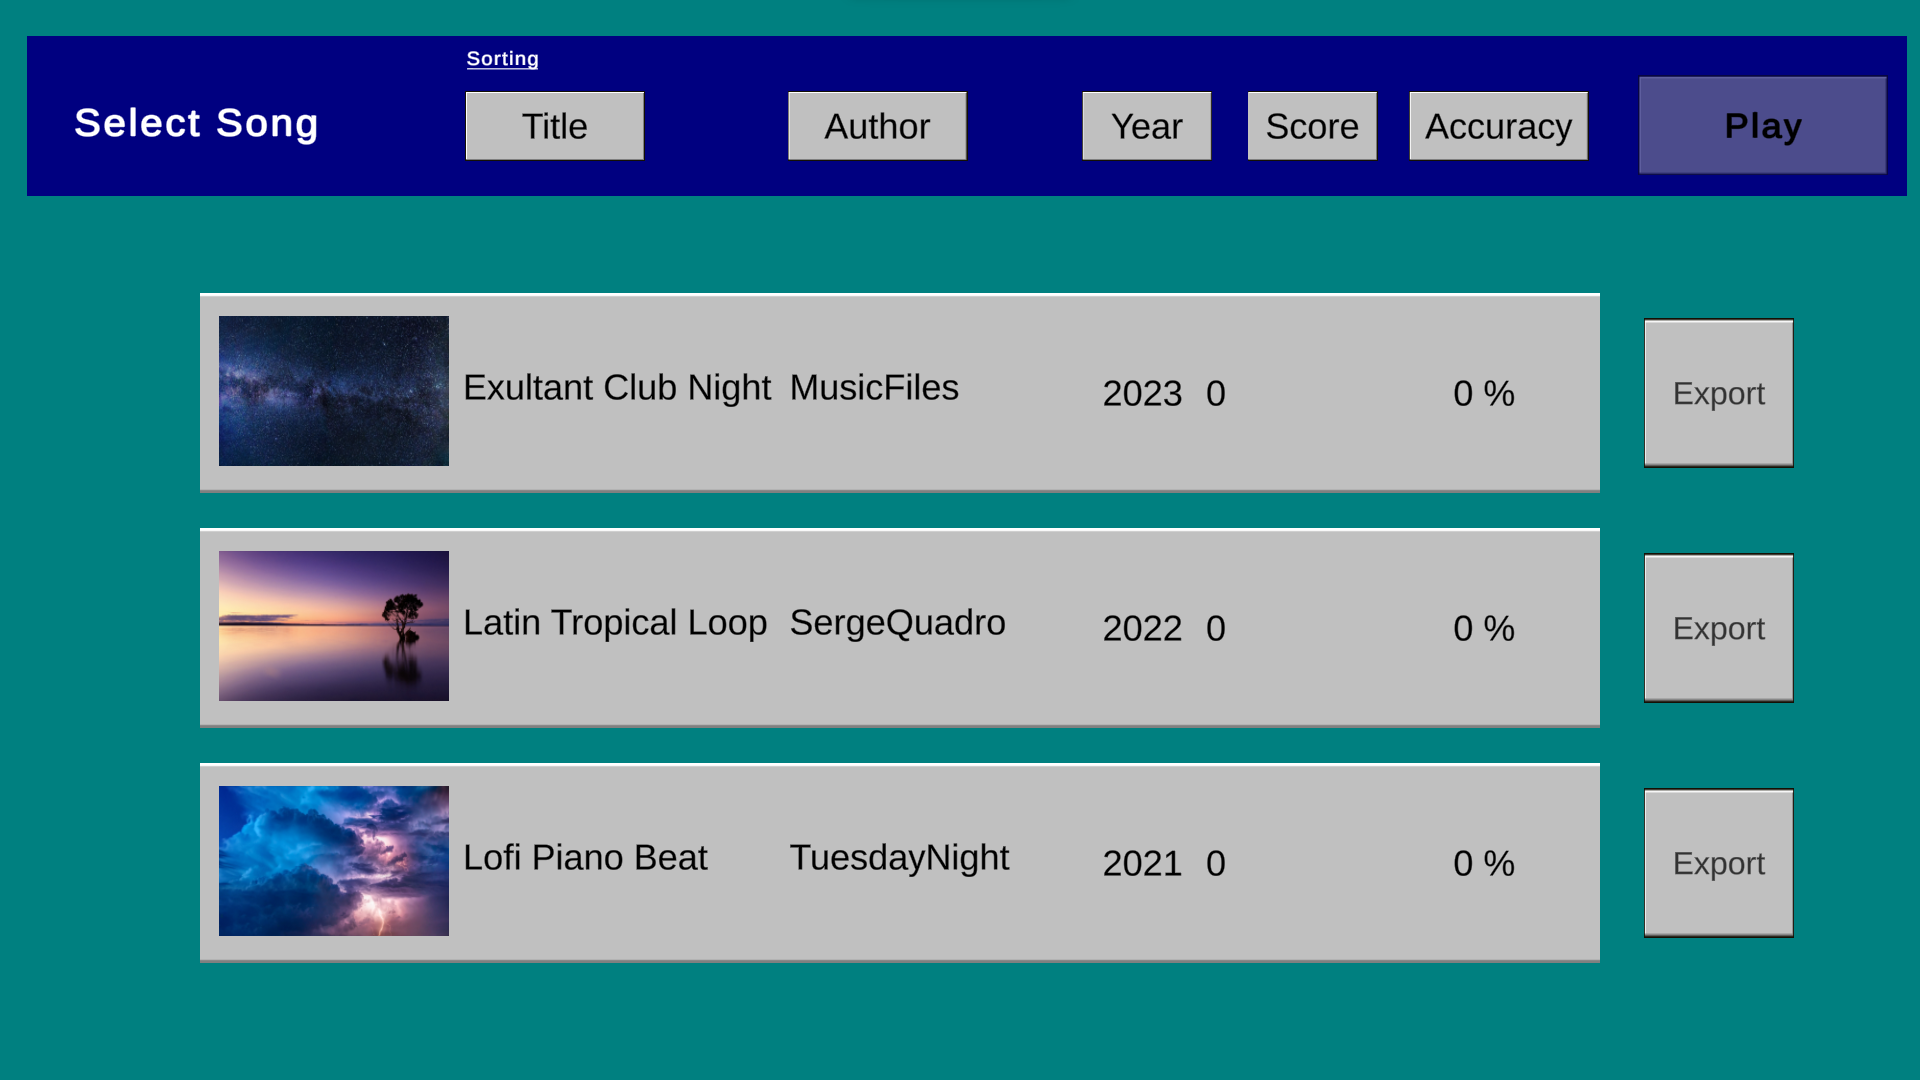 Sorting
Select Song Title Author Year Score Accuracy Play
Exultant Club Night MusicFiles 2023 0 0 % Export
Latin Tropical Loop SergeQuadro 2022 0 0 % Export
Lofi Piano Beat TuesdayNight 2021 0 0 % Export